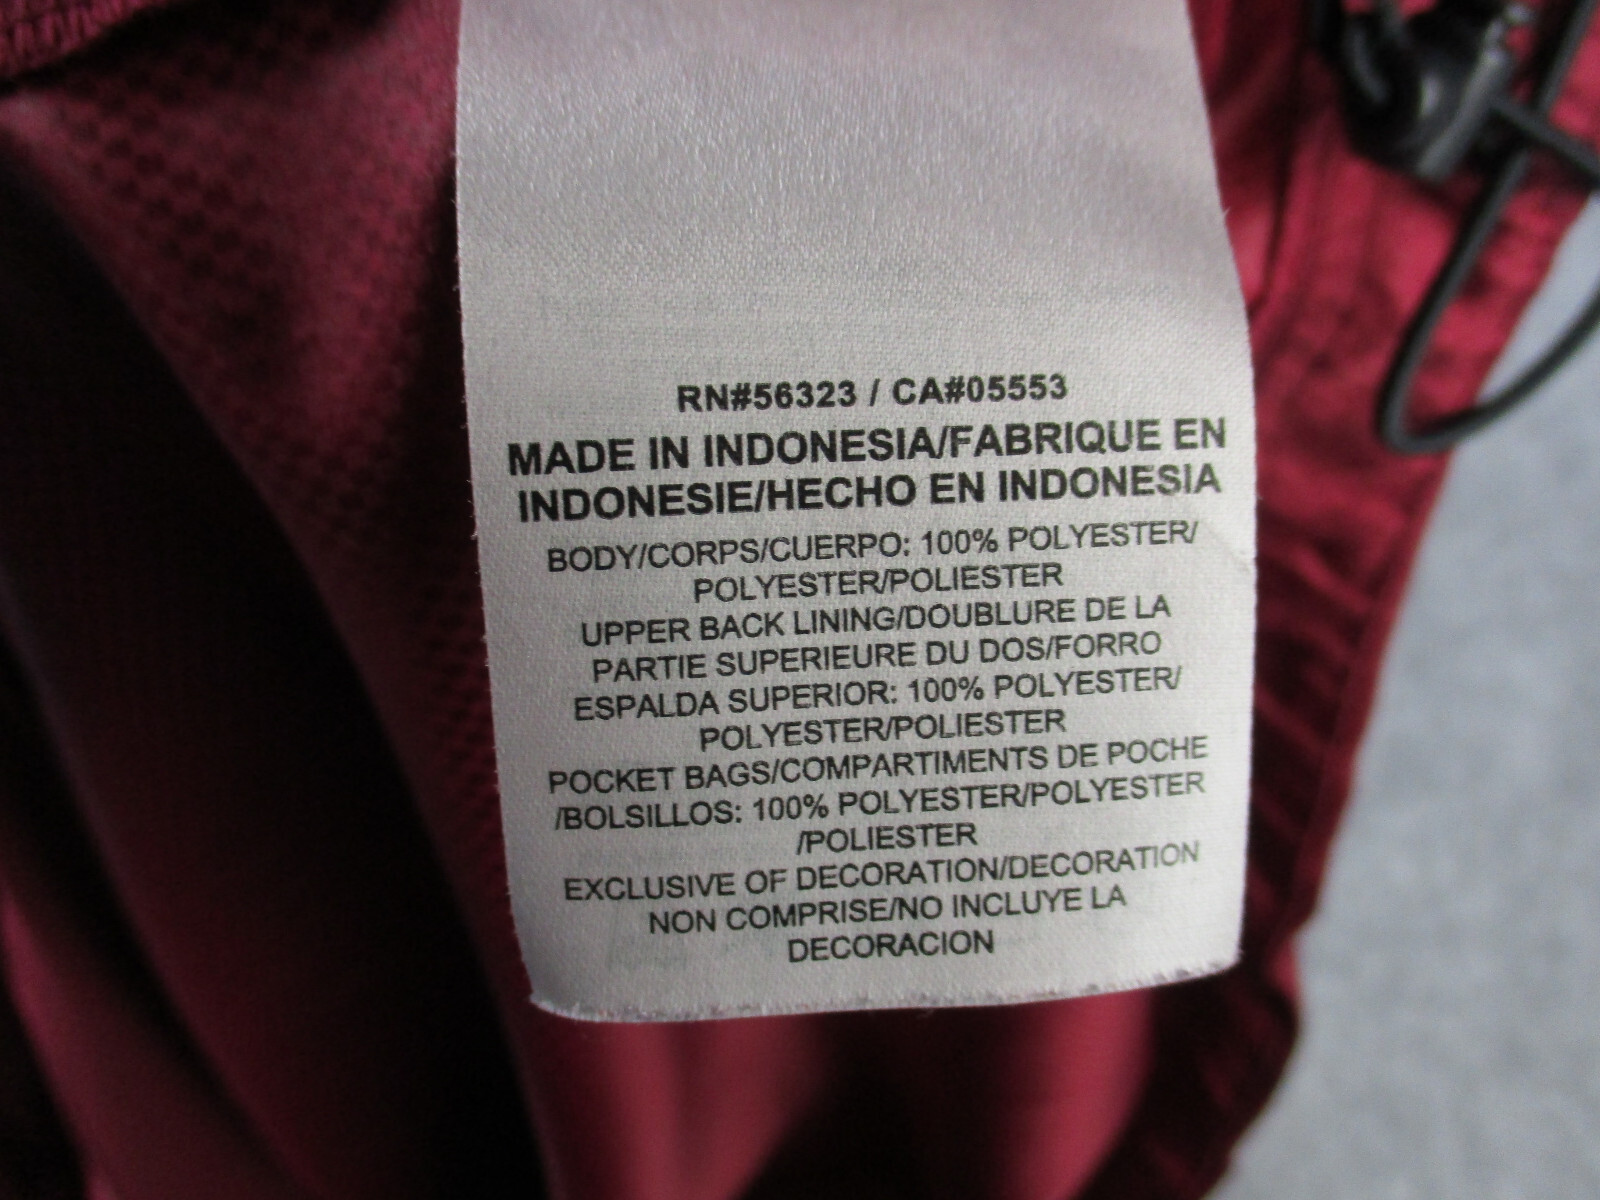 RN#56323 / CA#05553
MADE IN INDONESIA/FABRIQUE EN
INDONESIE/HECHO EN INDONESIA
BODY/CORPS/CUERPO: 100% POLYESTER/
POLYESTER/POLIESTER
UPPER BACK LINING/DOUBLURE DE LA
PARTIE SUPERIEURE DU DOS/FORRO
ESPALDA SUPERIOR: 100% POLYESTER/
POLYESTER/POLIESTER
POCKET BAGS/COMPARTIMENTS DE POCHE
/BOLSILLOS: 100% POLYESTER/POLYESTER
/POLIESTER
EXCLUSIVE OF DECORATION/DECORATION
NON COMPRISE/NO INCLUYE LA
DECORACION